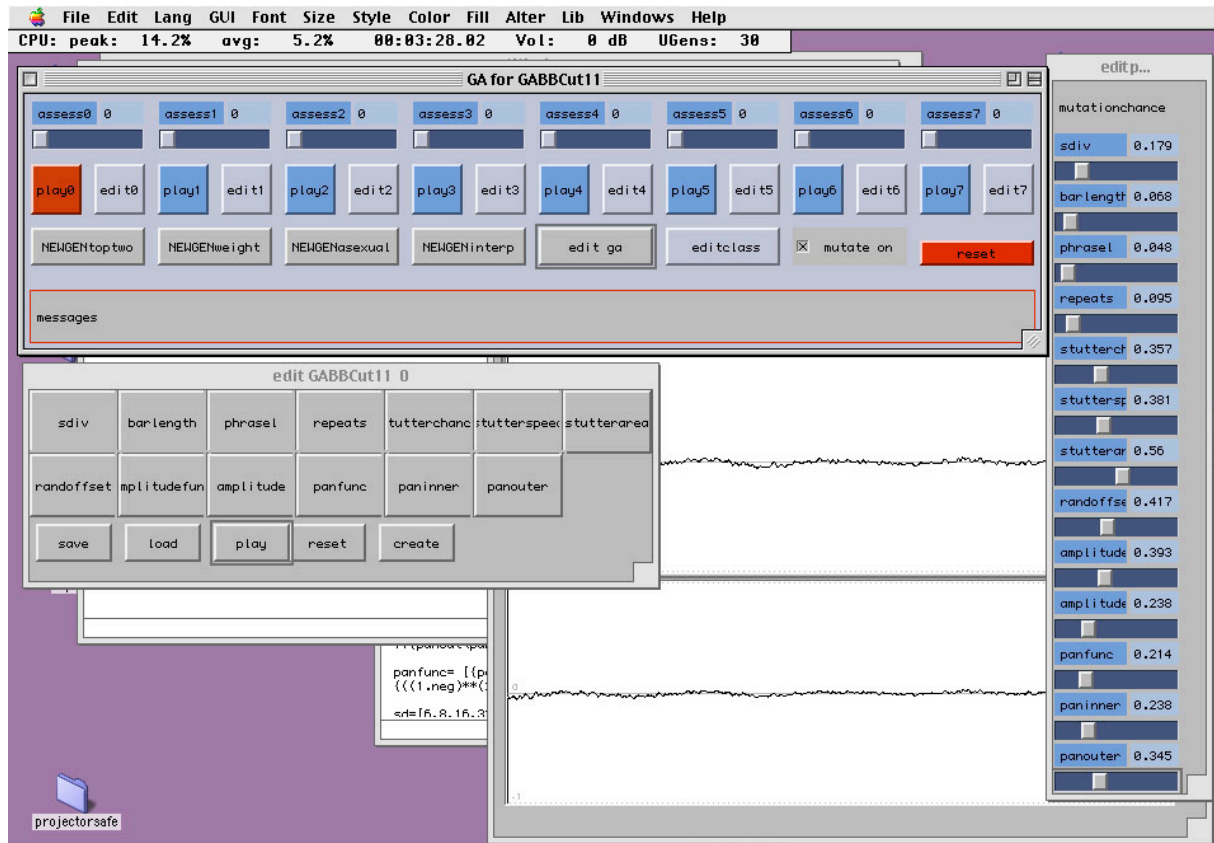 File Edit Lang GUI Font Size Style Color Fill Alter Lib Windows Help
CPU: peak: 14.2% avg: 5.2% 00:03:28.02 Vol: 0 dB UGens: 30
GA for GABBCut11
assess0 0 assess1 0 assess2 0 assess3 0 assess4 0 assess5 0 assess6 0 assess7 0
play0 edit0 play1 edit1 play2 edit2 play3 edit3 play4 edit4 play5 edit5 play6 edit6 play7 edit7
NEWGENtoptwo NEWGENweight NEWGENasexual NEWGENinterp edit ga editclass mutate on reset
messages
edit GABBCut11 0
sdiv barlength phrasel repeats tutterchanc stutterspeec stutterarea
randoffset mplitudefun amplitude panfunc paninner panouter
save load play reset create
panfunc= [{p
{(((1.neg)**(
sd=[6,8,16,3
0
-1
projectorsafe
editp...
mutationchance
sdiv 0.179
barlength 0.068
phrasel 0.048
repeats 0.095
stutterch 0.357
stuttersp 0.381
stutterar 0.56
randoffse 0.417
amplitude 0.393
amplitude 0.238
panfunc 0.214
paninner 0.238
panouter 0.345